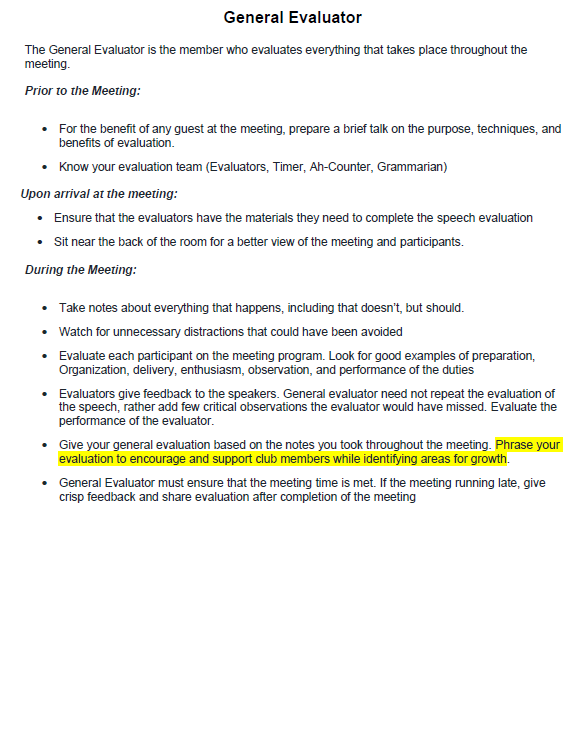 General Evaluator
The General Evaluator is the member who evaluates everything that takes place throughout the
meeting.
Prior to the Meeting:
• For the benefit of any guest at the meeting, prepare a brief talk on the purpose, techniques, and
benefits of evaluation.
• Know your evaluation team (Evaluators, Timer, Ah-Counter, Grammarian)
Upon arrival at the meeting:
• Ensure that the evaluators have the materials they need to complete the speech evaluation
• Sit near the back of the room for a better view of the meeting and participants.
During the Meeting:
• Take notes about everything that happens, including that doesn't, but should.
• Watch for unnecessary distractions that could have been avoided
• Evaluate each participant on the meeting program. Look for good examples of preparation,
Organization, delivery, enthusiasm, observation, and performance of the duties
• Evaluators give feedback to the speakers. General evaluator need not repeat the evaluation of
the speech, rather add few critical observations the evaluator would have missed. Evaluate the
performance of the evaluator.
• Give your general evaluation based on the notes you took throughout the meeting. Phrase your
evaluation to encourage and support club members while identifying areas for growth.
• General Evaluator must ensure that the meeting time is met. If the meeting running late, give
crisp feedback and share evaluation after completion of the meeting